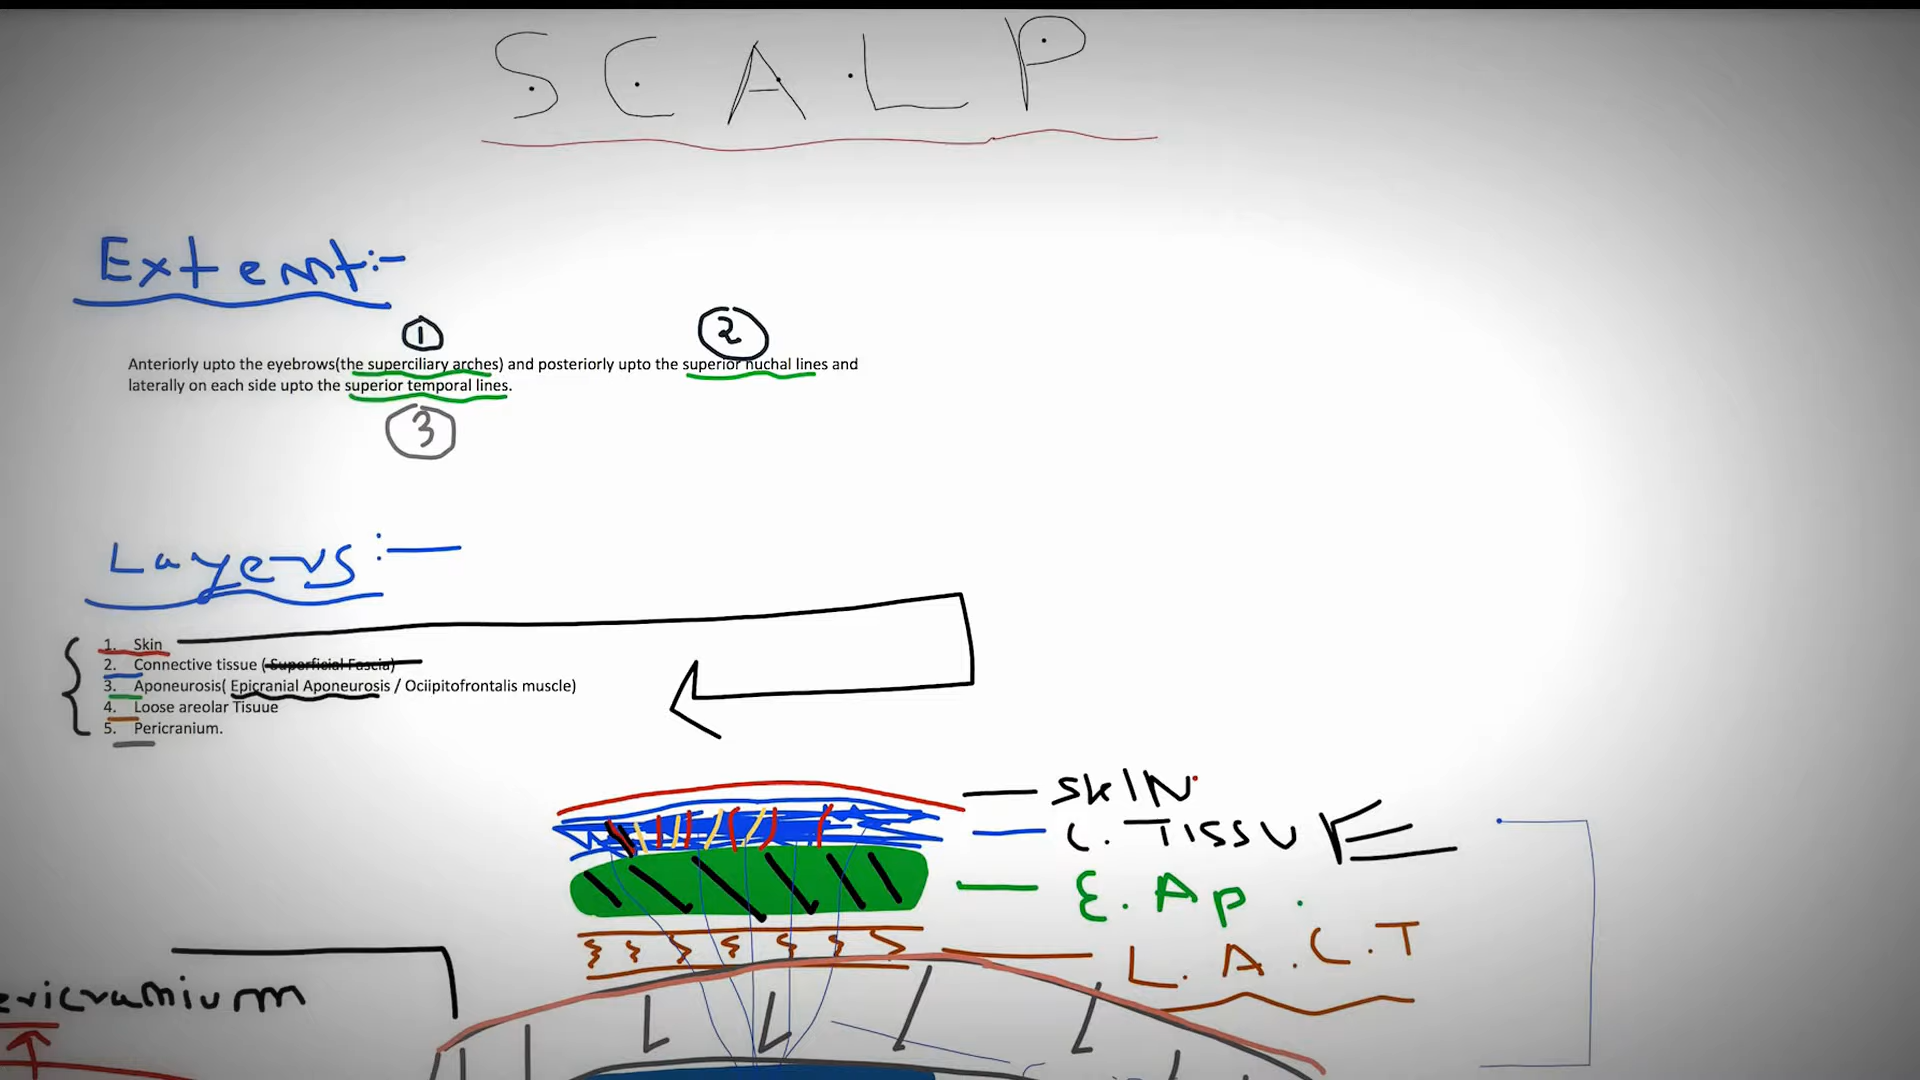 SCALP
Extent:-
1
2
Anteriorly upto the eyebrows(the superciliary arches) and posteriorly upto the superior nuchal lines and
laterally on each side upto the superior temporal lines.
3
Layers:-
1. Skin
2. Connective tissue ( Superficial Fascia)
3. Aponeurosis( Epicranial Aponeurosis / Ociipitofrontalis muscle)
4. Loose areolar Tisuue
5. Pericranium.
SKIN
C. TISSU
E. Ap.
L.A.C.T
ericranium